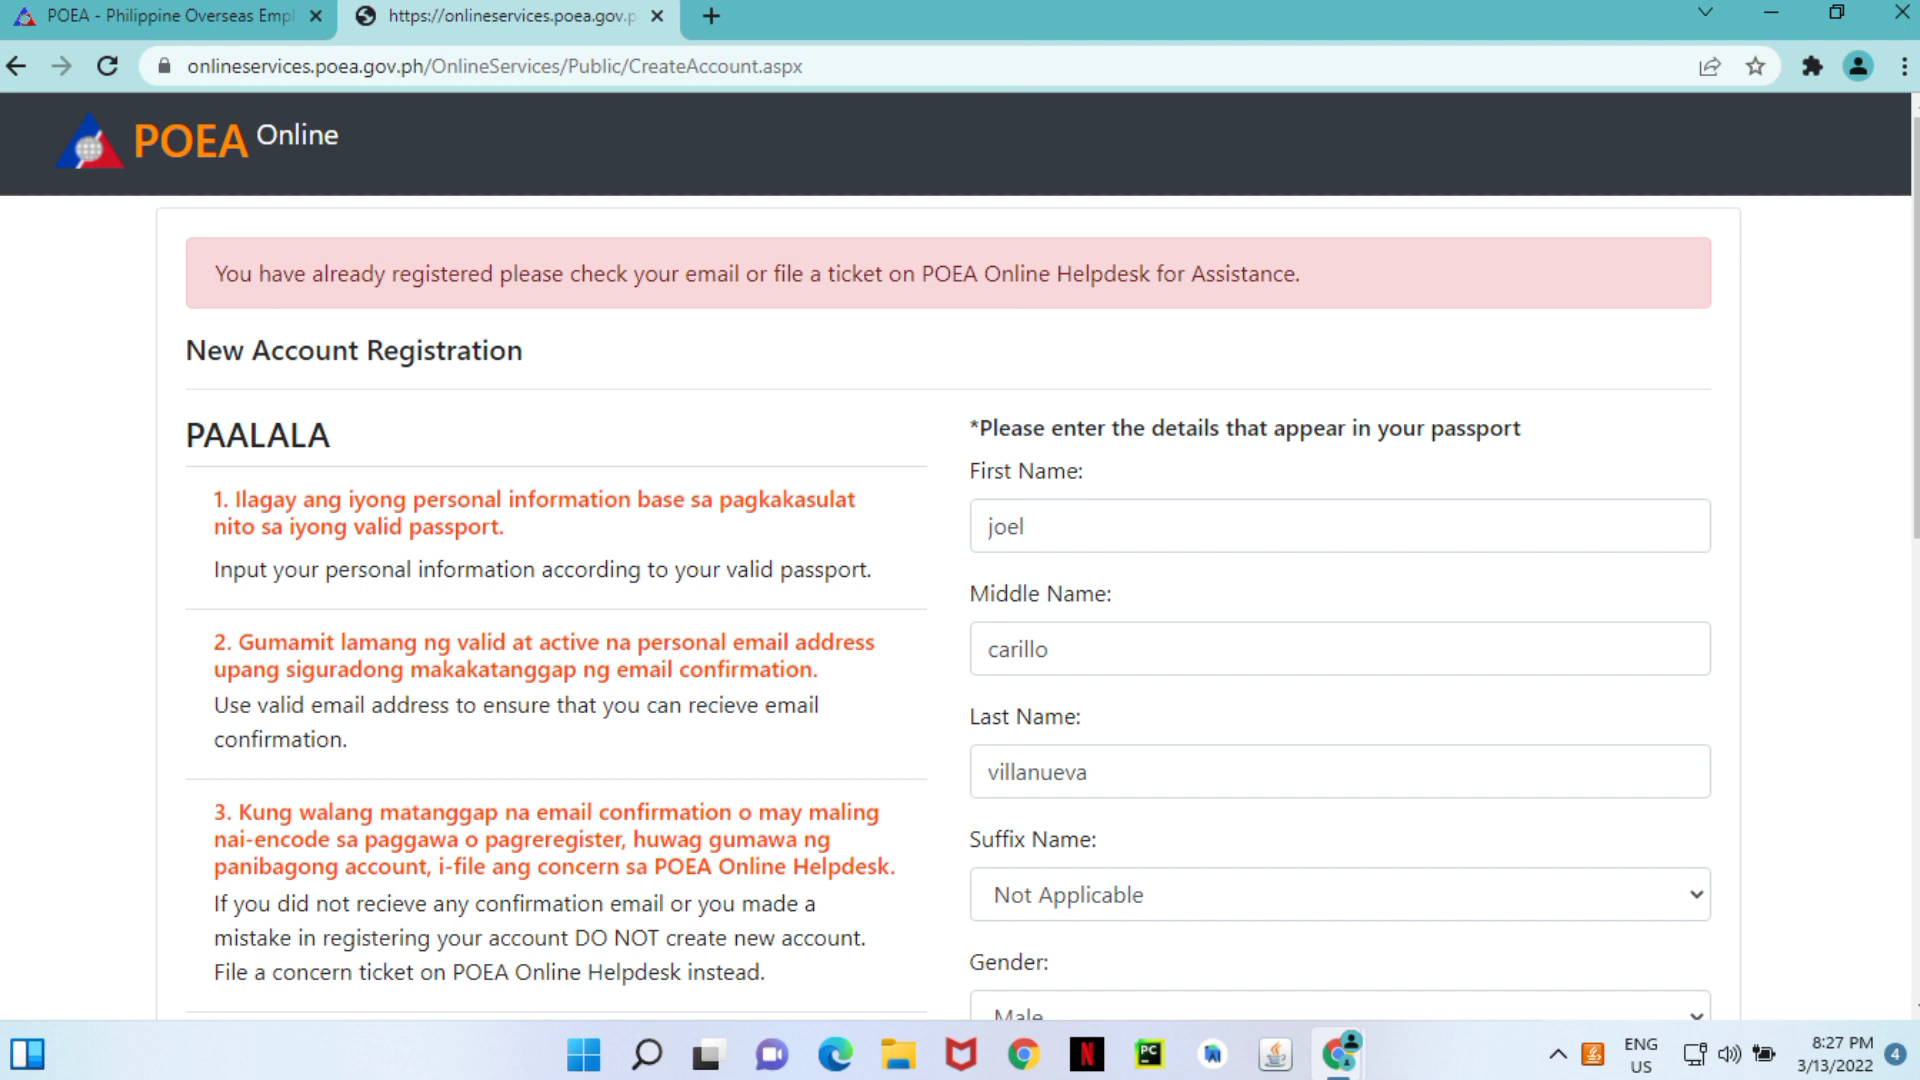 POEA - Philippine Overseas Empl
https://onlineservices.poea.gov.p
onlineservices.poea.gov.ph/OnlineServices/Public/CreateAccount.aspx
POEA Online
You have already registered please check your email or file a ticket on POEA Online Helpdesk for Assistance.
New Account Registration
PAALALA
1. Ilagay ang iyong personal information base sa pagkakasulat
nito sa iyong valid passport.
Input your personal information according to your valid passport.
2. Gumamit lamang ng valid at active na personal email address
upang siguradong makakatanggap ng email confirmation.
Use valid email address to ensure that you can recieve email
confirmation.
3. Kung walang matanggap na email confirmation o may maling
nai-encode sa paggawa o pagreregister, huwag gumawa ng
panibagong account, i-file ang concern sa POEA Online Helpdesk.
If you did not recieve any confirmation email or you made a
mistake in registering your account DO NOT create new account.
File a concern ticket on POEA Online Helpdesk instead.
*Please enter the details that appear in your passport
First Name:
joel
Middle Name:
carillo
Last Name:
villanueva
Suffix Name:
Not Applicable
Gender:
Male
N
PC
ENG
US
8:27 PM
3/13/2022
4